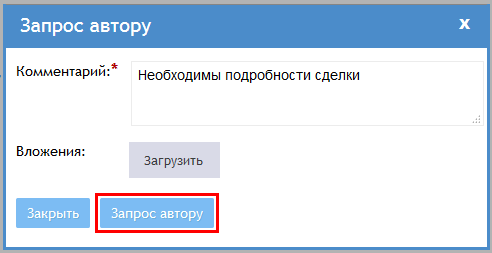 Запрос автору x
Комментарий:* Необходимы подробности сделки
Вложения: Загрузить
Закрыть Запрос автору